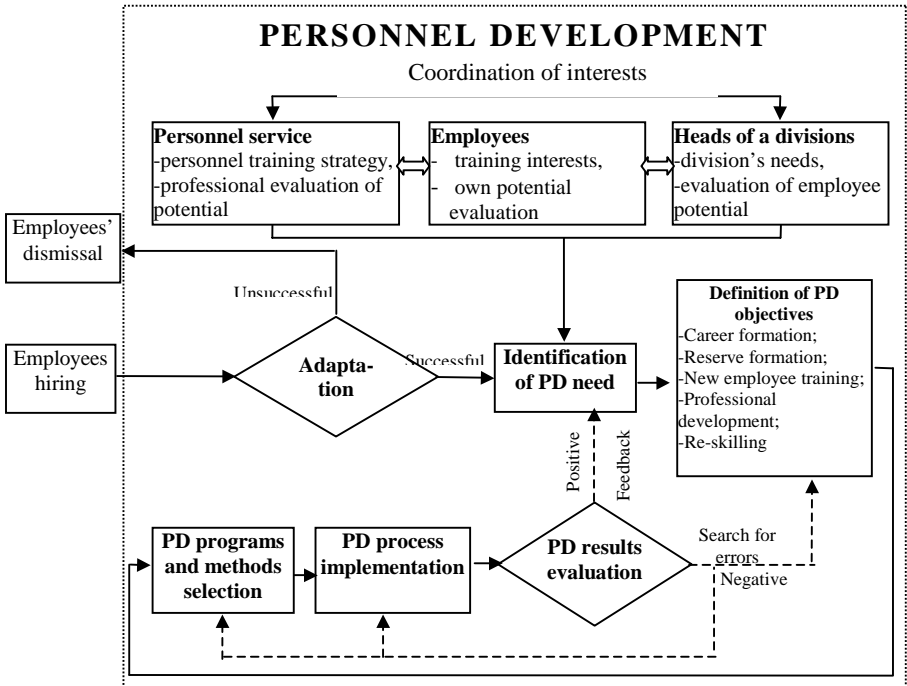 PERSONNEL DEVELOPMENT
Coordination of interests
Personnel service
-personnel training strategy,
-professional evaluation of
potential
Employees
- training interests,
- own potential
evaluation
Heads of a divisions
-division's needs,
-evaluation of employee
potential
Employees'
dismissal
Unsuccessful
Employees
hiring
Adapta-
tion
Successful
Identification
of PD need
Definition of PD
objectives
-Career formation;
-Reserve formation;
-New employee training;
-Professional
development;
-Re-skilling
Positive
Feedback
PD programs
and methods
selection
PD process
implementation
PD results
evaluation
Search for
errors
Negative